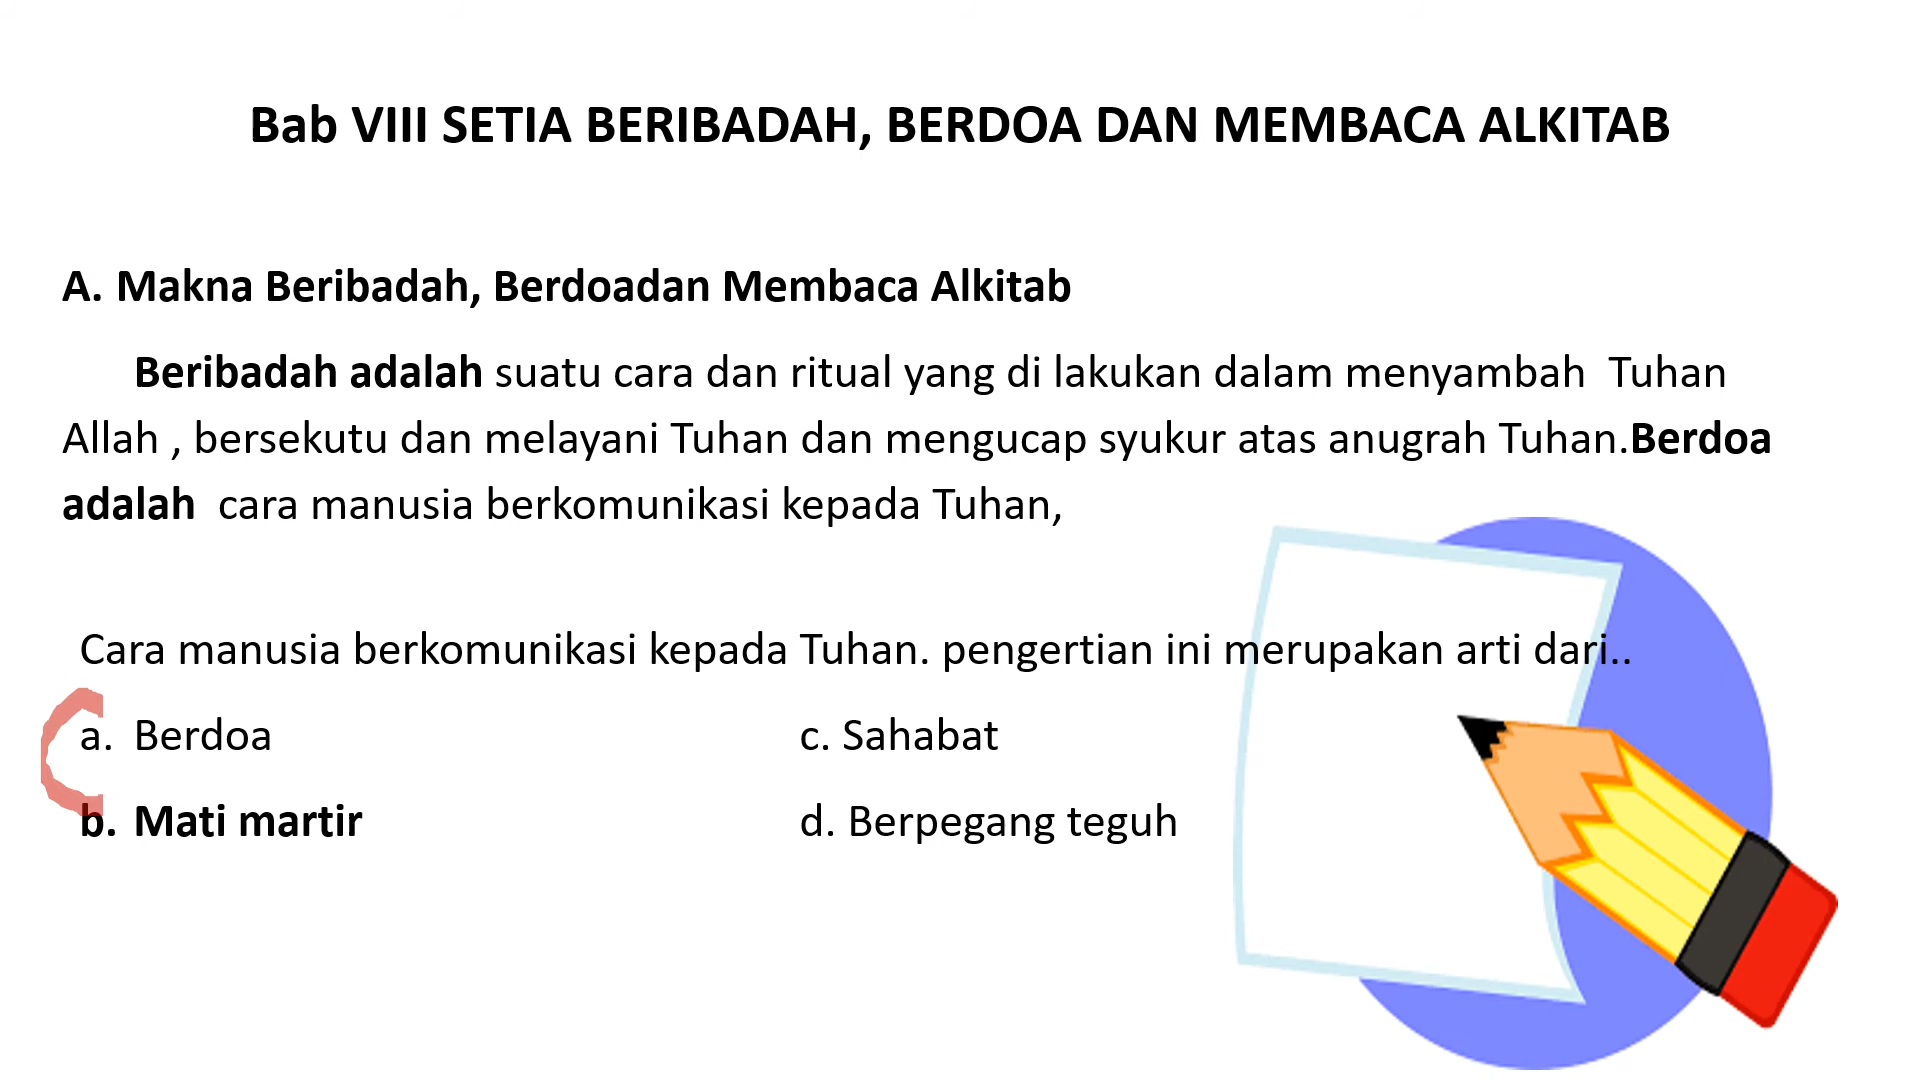 Bab VIII SETIA BERIBADAH, BERDOA DAN MEMBACA ALKITAB
A. Makna Beribadah, Berdoadan Membaca Alkitab
Beribadah adalah suatu cara dan ritual yang di lakukan dalam menyambah Tuhan
Allah , bersekutu dan melayani Tuhan dan mengucap syukur atas anugrah Tuhan.Berdoa
adalah cara manusia berkomunikasi kepada Tuhan,
Cara manusia berkomunikasi kepada Tuhan. pengertian ini merupakan arti dari..
a. Berdoa c. Sahabat
b. Mati martir d. Berpegang teguh